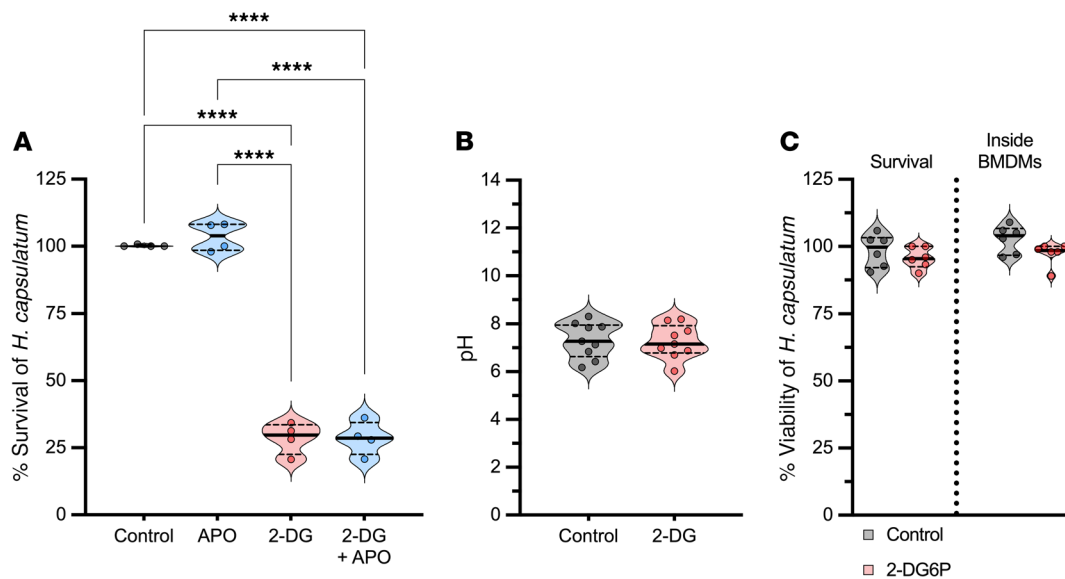 A
****
****
****
****
% Survival of H. capsulatum
125
100
75
50
25
0
Control
APO
2-DG
2-DG
+ APO
B
pH
14
12
10
8
6
4
2
0
Control
2-DG
C
Survival
Inside
BMDMs
% Viability of H. capsulatum
125
100
75
50
25
0
Control
2-DG6P